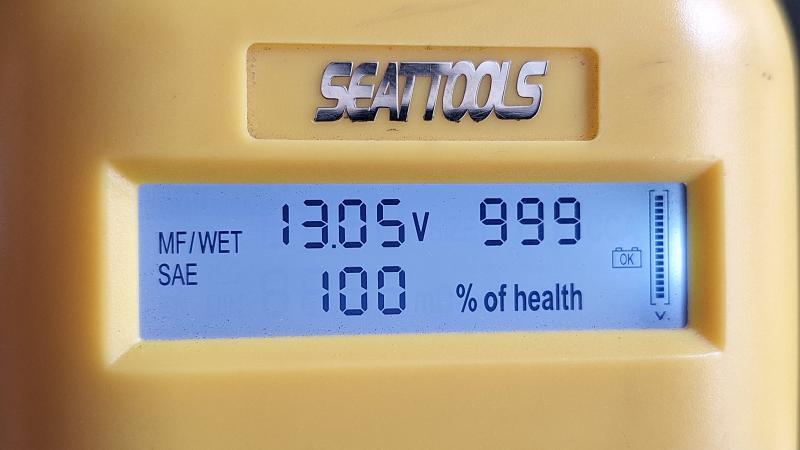 SEATTOOLS
MF/WET
SAE
13.05V 999
100 % of health
OK
V